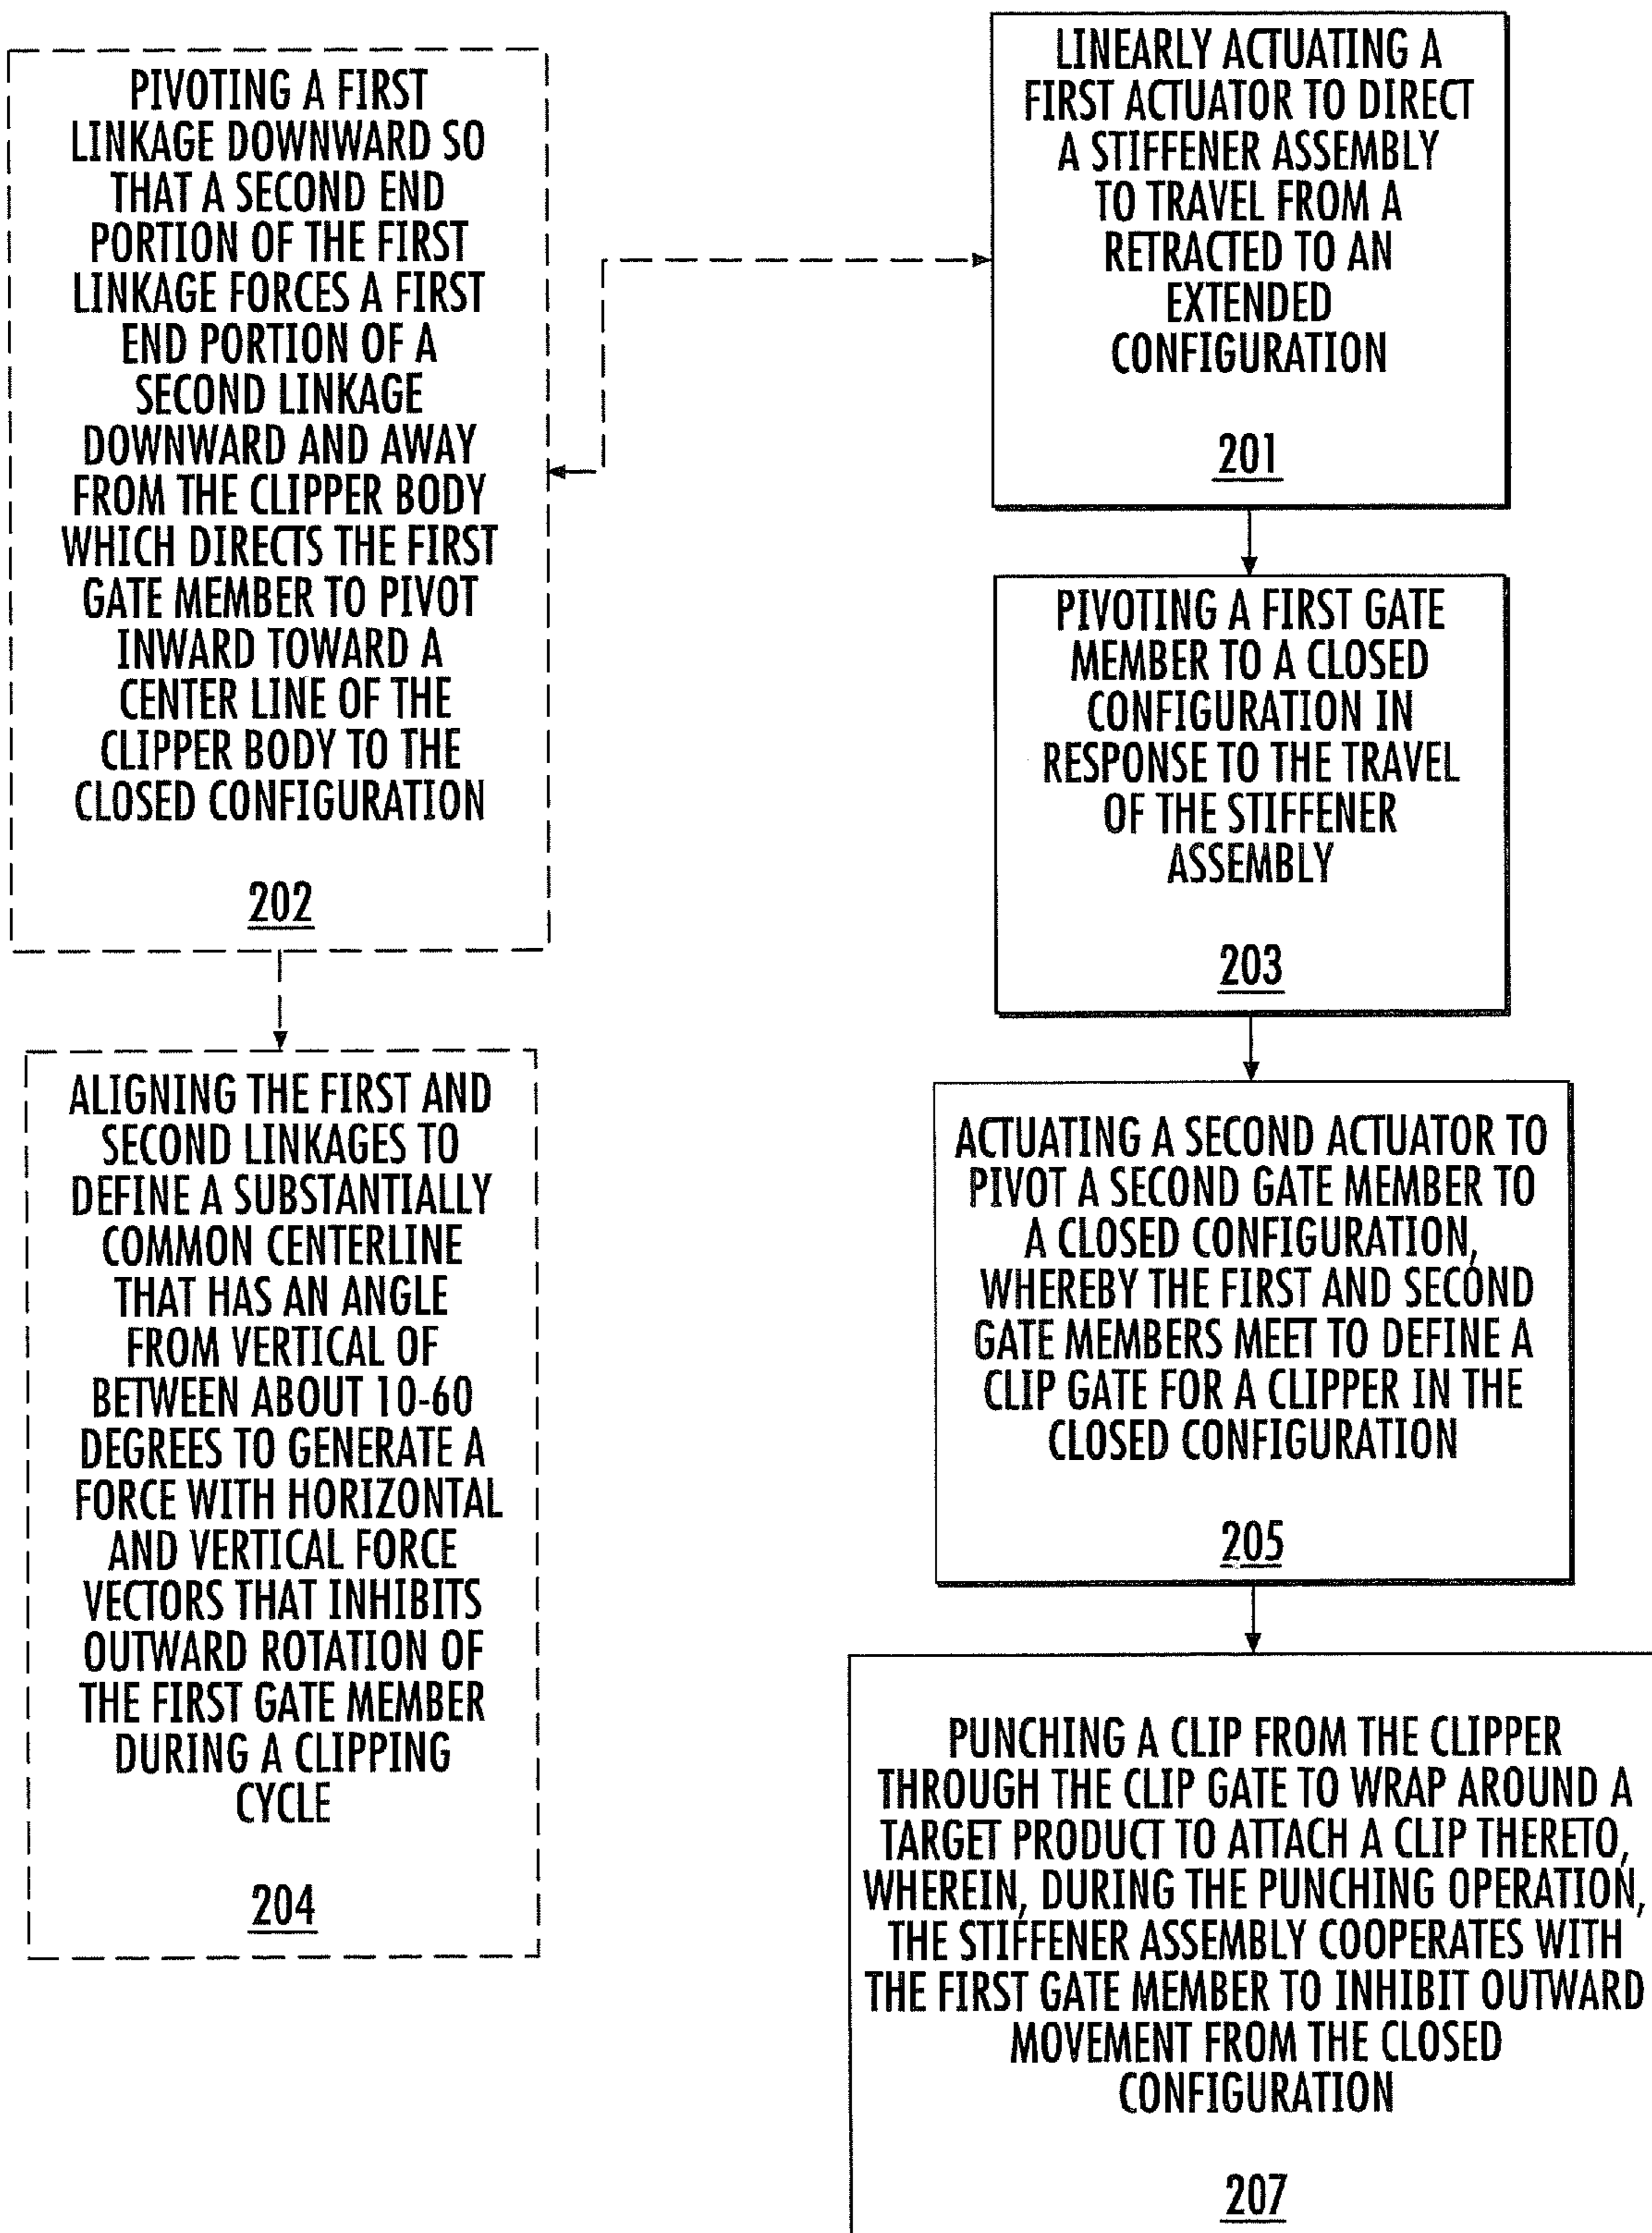 PIVOTING A FIRST
LINKAGE DOWNWARD SO
THAT A SECOND END
PORTION OF THE FIRST
LINKAGE FORCES A FIRST
END PORTION OF A
SECOND LINKAGE
DOWNWARD AND AWAY
FROM THE CLIPPER BODY
WHICH DIRECTS THE FIRST
GATE MEMBER TO PIVOT
INWARD TOWARD A
CENTER LINE OF THE
CLIPPER BODY TO THE
CLOSED CONFIGURATION
202
ALIGNING THE FIRST AND
SECOND LINKAGES TO
DEFINE A SUBSTANTIALLY
COMMON CENTERLINE
THAT HAS AN ANGLE
FROM VERTICAL OF
BETWEEN ABOUT 10-60
DEGREES TO GENERATE A
FORCE WITH HORIZONTAL
AND VERTICAL FORCE
VECTORS THAT INHIBITS
OUTWARD ROTATION OF
THE FIRST GATE MEMBER
DURING A CLIPPING
CYCLE
204
LINEARLY ACTUATING A
FIRST ACTUATOR TO DIRECT
A STIFFENER ASSEMBLY
TO TRAVEL FROM A
RETRACTED TO AN
EXTENDED
CONFIGURATION
201
PIVOTING A FIRST GATE
MEMBER TO A CLOSED
CONFIGURATION IN
RESPONSE TO THE TRAVEL
OF THE STIFFENER
ASSEMBLY
203
ACTUATING A SECOND ACTUATOR TO
PIVOT A SECOND GATE MEMBER TO
A CLOSED CONFIGURATION,
WHEREBY THE FIRST AND SECOND
GATE MEMBERS MEET TO DEFINE A
CLIP GATE FOR A CLIPPER IN THE
CLOSED CONFIGURATION
205
PUNCHING A CLIP FROM THE CLIPPER
THROUGH THE CLIP GATE TO WRAP AROUND A
TARGET PRODUCT TO ATTACH A CLIP THERETO,
WHEREIN, DURING THE PUNCHING OPERATION,
THE STIFFENER ASSEMBLY COOPERATES WITH
THE FIRST GATE MEMBER TO INHIBIT OUTWARD
MOVEMENT FROM THE CLOSED
CONFIGURATION
207